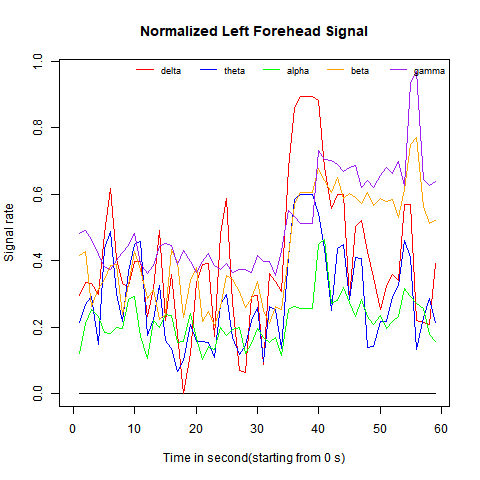 Normalized Left Forehead Signal
delta theta alpha beta gamma
1.0
0.8
0.6
0.4
0.2
0.0
Signal rate
0 10 20 30 40 50 60
Time in second(starting from 0 s)